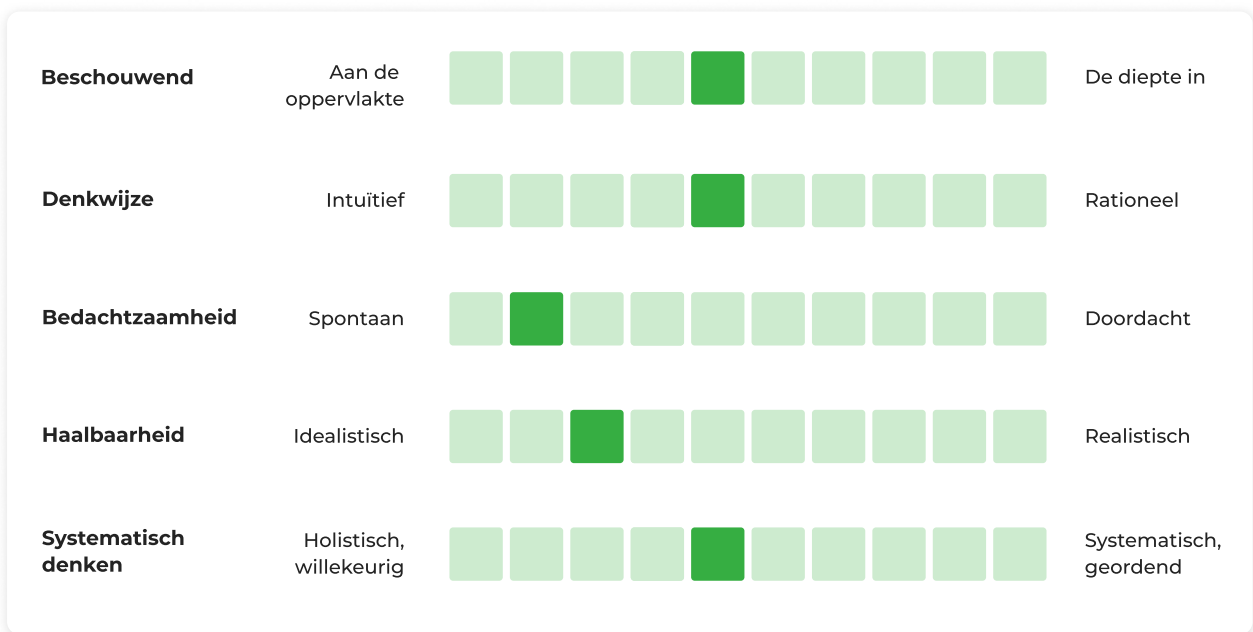 Beschouwend
Aan de
oppervlakte
De diepte in
Denkwijze
Intuïtief
Rationeel
Bedachtzaamheid
Spontaan
Doordacht
Haalbaarheid
Idealistisch
Realistisch
Systematisch
denken
Holistisch,
willekeurig
Systematisch,
geordend